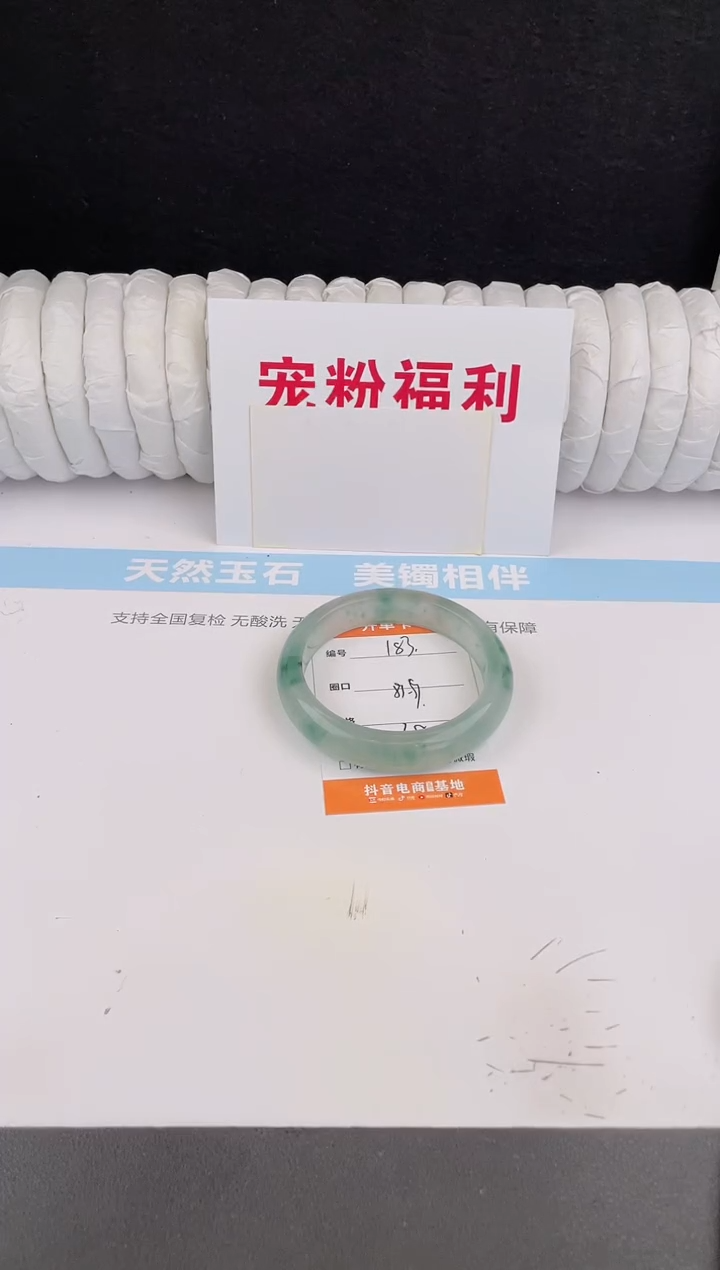 宠粉福利
天然玉石 美镯相伴
支持全国复检 无酸洗
有保障
编号 183.
圈口
抖音电商 基地